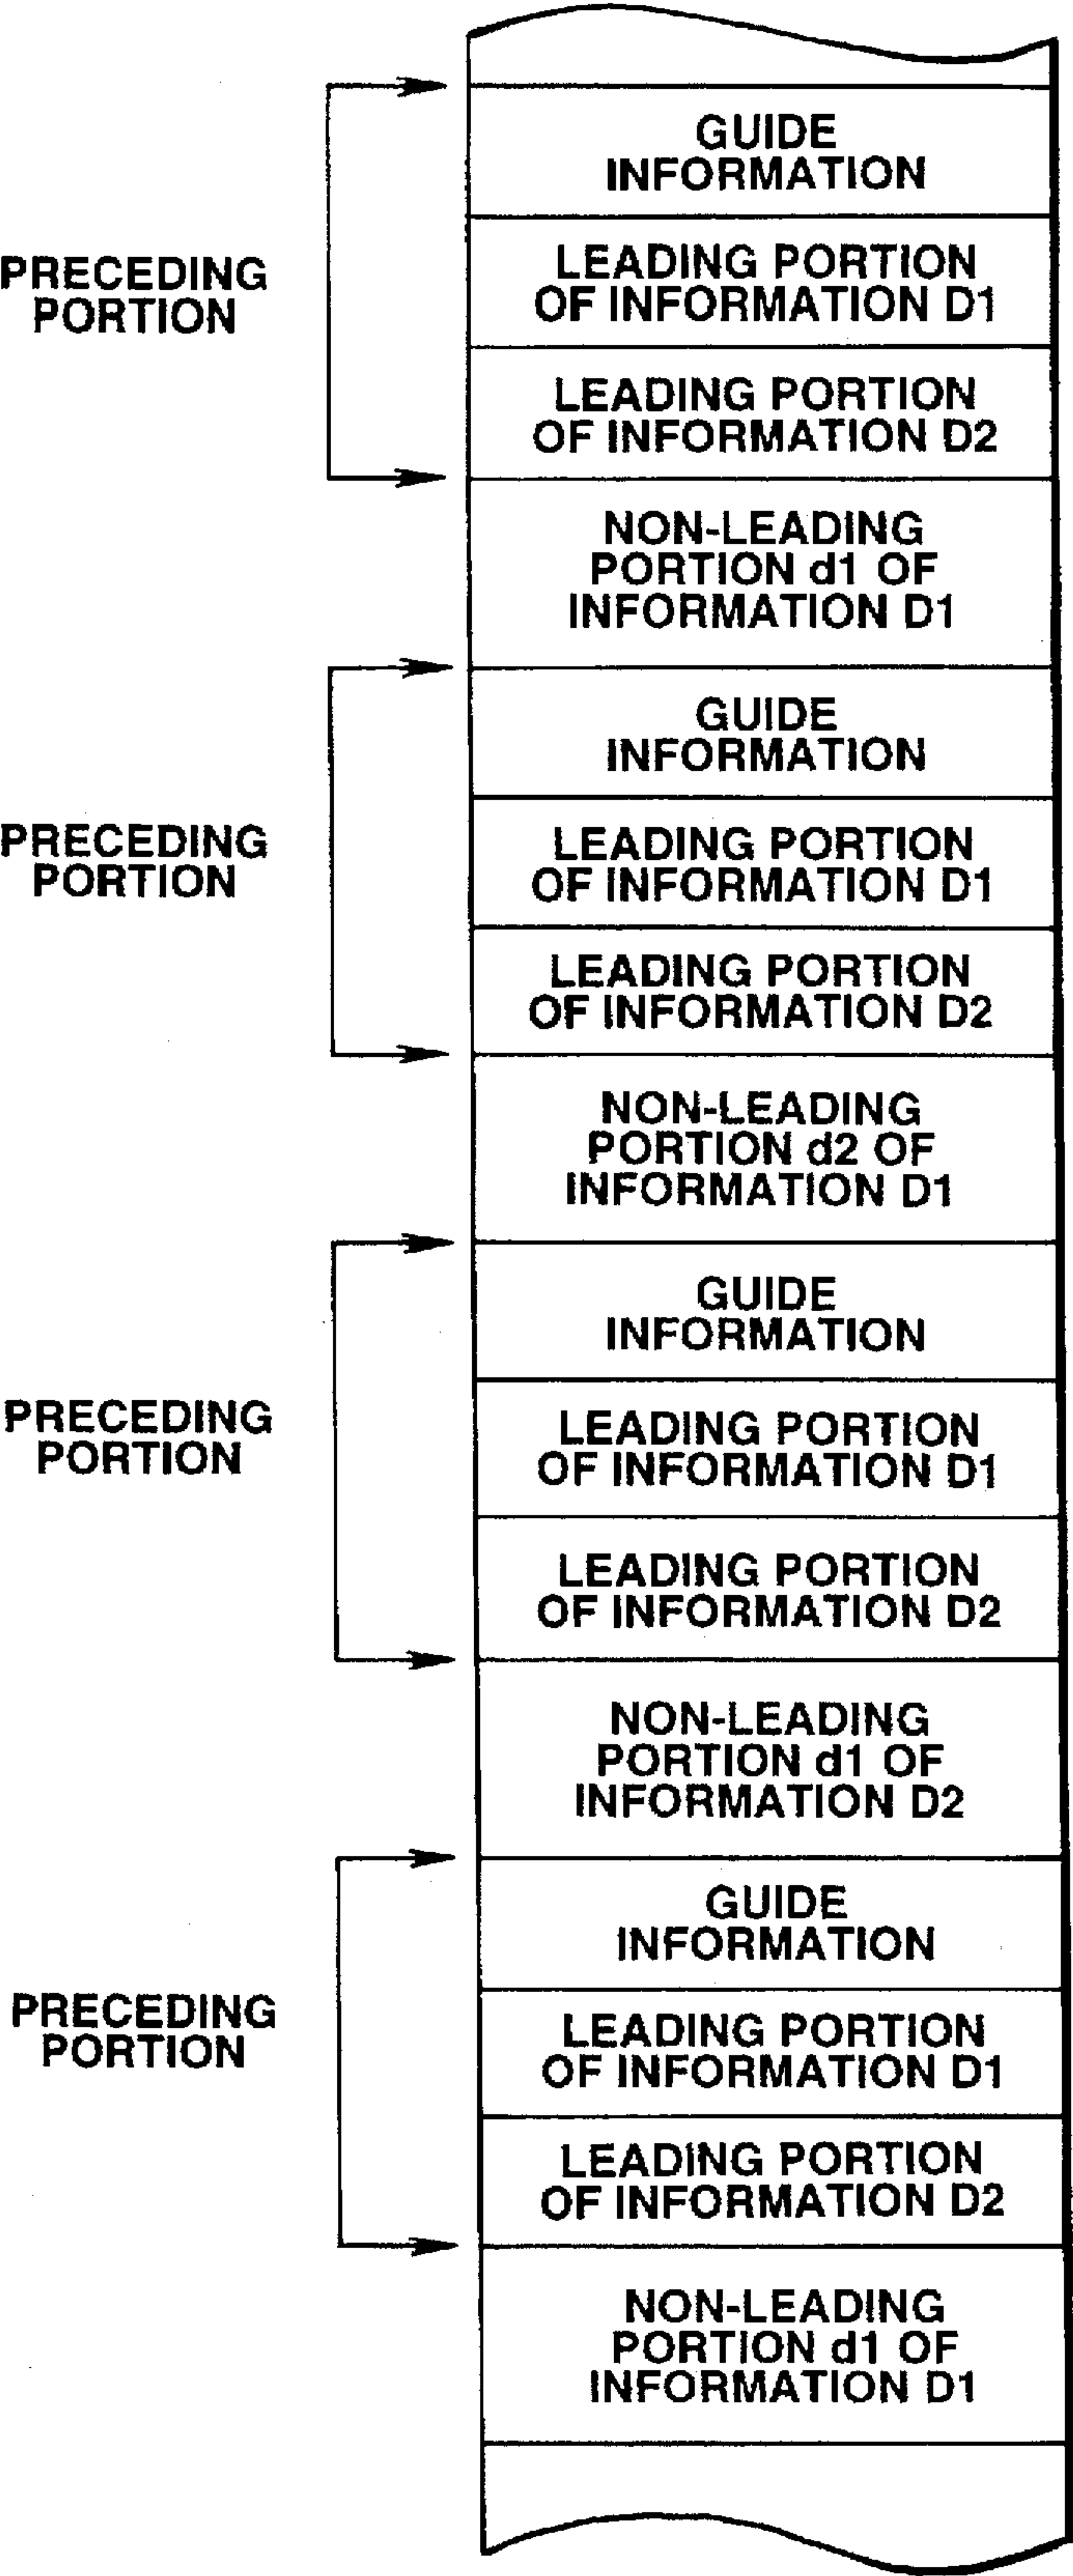 GUIDE
INFORMATION
PRECEDING
PORTION
LEADING PORTION
OF INFORMATION D1
LEADING PORTION
OF INFORMATION D2
NON-LEADING
PORTION d1 OF
INFORMATION D1
GUIDE
INFORMATION
PRECEDING
PORTION
LEADING PORTION
OF INFORMATION D1
LEADING PORTION
OF INFORMATION D2
NON-LEADING
PORTION d2 OF
INFORMATION D1
GUIDE
INFORMATION
PRECEDING
PORTION
LEADING PORTION
OF INFORMATION D1
LEADING PORTION
OF INFORMATION D2
NON-LEADING
PORTION d1 OF
INFORMATION D2
GUIDE
INFORMATION
PRECEDING
PORTION
LEADING PORTION
OF INFORMATION D1
LEADING PORTION
OF INFORMATION D2
NON-LEADING
PORTION d1 OF
INFORMATION D1